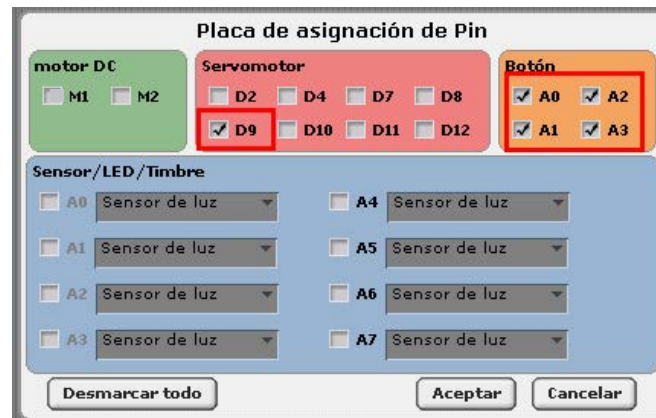 Placa de asignación de Pin
motor DC
M1 M2
Servomotor
D2 D4 D7 D8
D9 D10 D11 D12
Botón
A0 A2
A1 A3
Sensor/LED/Timbre
A0 Sensor de luz A4 Sensor de luz
A1 Sensor de luz A5 Sensor de luz
A2 Sensor de luz A6 Sensor de luz
A3 Sensor de luz A7 Sensor de luz
Desmarcar todo Aceptar Cancelar